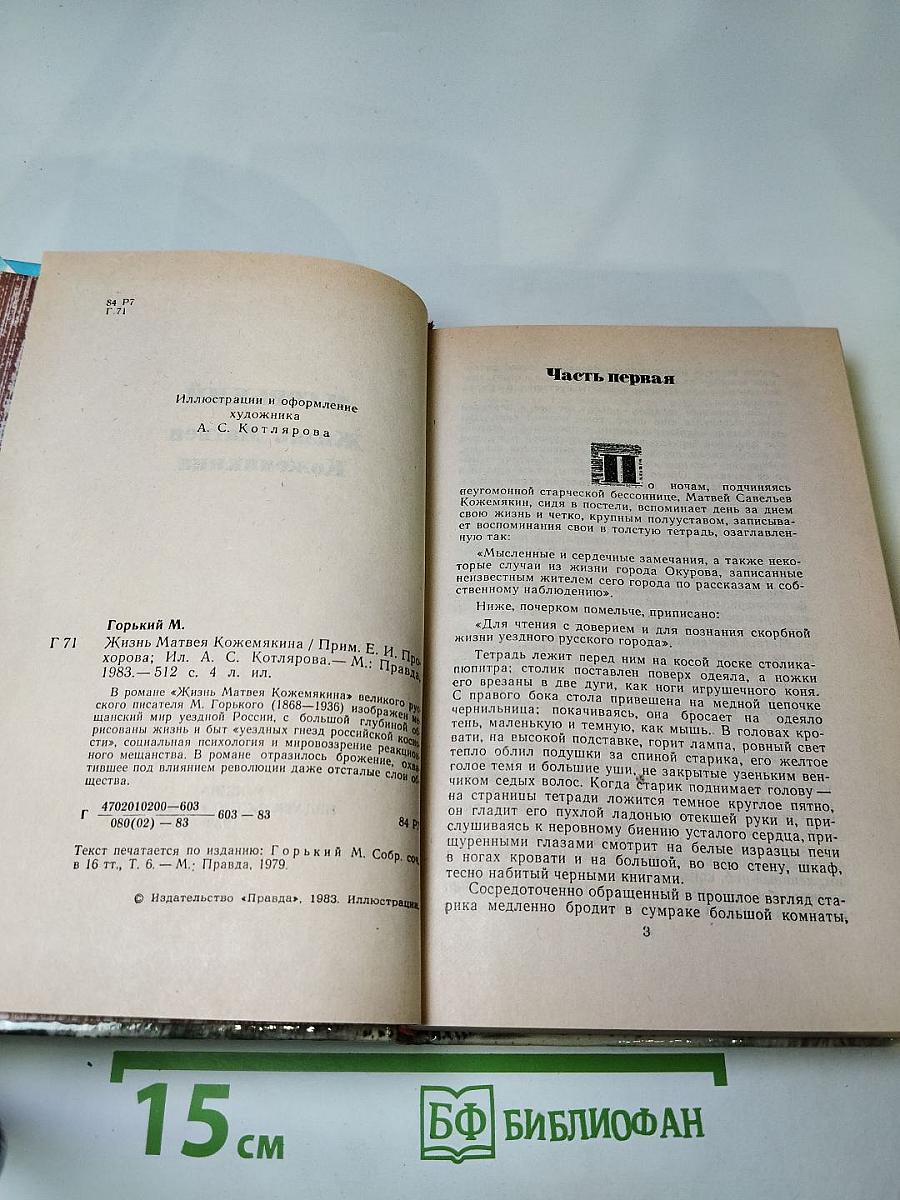 84 Р7
Г 71
Иллюстрации и оформление
художника
А. С. Котлярова
Горький М.
Г 71 Жизнь Матвея Кожемякина / Прим. Е. И. Про-
хорова; Ил. А. С. Котлярова.— М.: Правда,
1983.— 512 с. 4 л. ил.
В романе «Жизнь Матвея Кожемякина» великого рус-
ского писателя М. Горького (1868—1936) изображен ме-
щанский мир уездной России, с большой глубиной об
рисованы жизнь и быт «уездных гнезд российской косно
сти», социальная психология и мировоззрение реакцион
ного мещанства. В романе отразилось брожение, охва
тившее под влиянием революции даже отсталые слои об
щества.
Г 4702010200—603
080(02) — 83 603 — 83
84 Р7
Текст печатается по изданию: Горький М. Собр. соч.
в 16 тт., Т. 6. — М.: Правда, 1979.
© Издательство «Правда», 1983. Иллюстрации.
Часть первая
По ночам, подчиняясь
неугомонной старческой бессоннице, Матвей Савельев
Кожемякин, сидя в постели, вспоминает день за днем
свою жизнь и четко, крупным полууставом, записыва-
ет воспоминания свои в толстую тетрадь, озаглавлен-
ную так:
«Мысленные и сердечные замечания, а также неко-
торые случаи из жизни города Окурова, записанные
неизвестным жителем сего города по рассказам и соб-
ственному наблюдению».
Ниже, почерком помельче, приписано:
«Для чтения с доверием и для познания скорбной
жизни уездного русского города».
Тетрадь лежит перед ним на косой доске столика-
пюпитра; столик поставлен поверх одеяла, а ножки
его врезаны в две дуги, как ноги игрушечного коня.
С правого бока стола привешена на медной цепочке
чернильница; покачиваясь, она бросает на одеяло
тень, маленькую и темную, как мышь. В головах кро-
вати, на высокой подставке, горит лампа, ровный свет
тепло облил подушки за спиной старика, его желтое
голое темя и большие уши, не закрытые узеньким вен-
чиком седых волос. Когда старик поднимает голову —
на страницы тетради ложится темное круглое пятно,
он гладит его пухлой ладонью отекшей руки и, при-
слушиваясь к неровному биению усталого сердца, при-
щуренными глазами смотрит на белые изразцы печи
в ногах кровати и на большой, во всю стену, шкаф,
тесно набитый черными книгами.
Сосредоточенно обращенный в прошлое взгляд ста-
рика медленно бродит в сумраке большой комнаты,
3
15 см
БФ БИБЛИОФАН